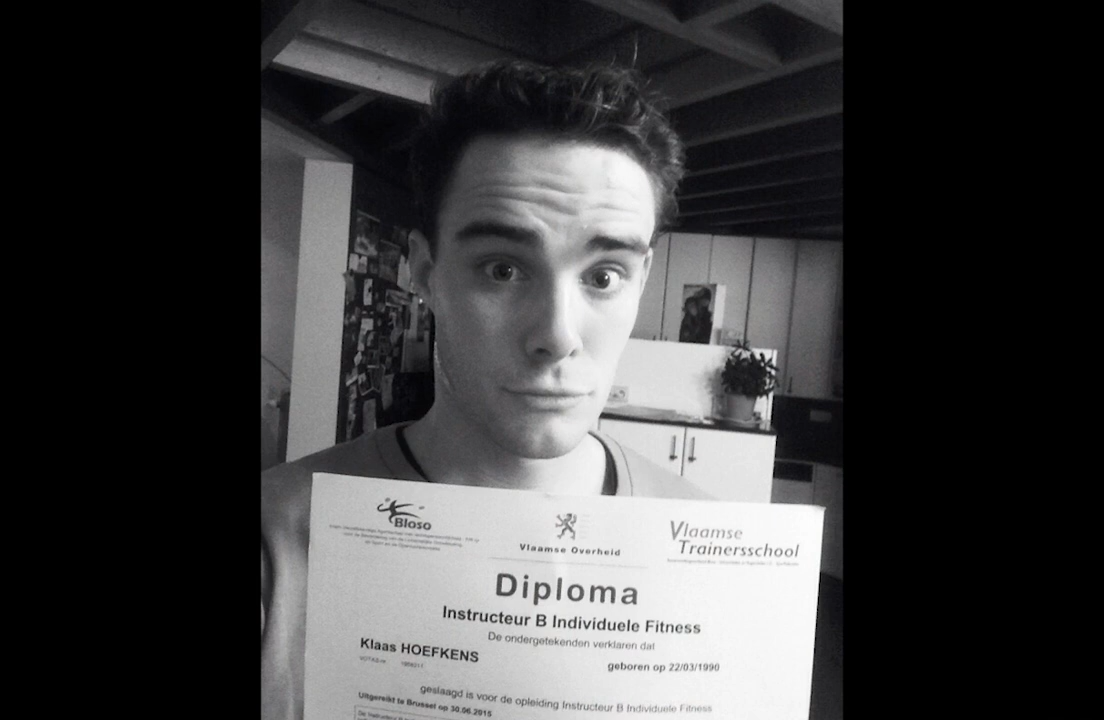 Bloso
Vlaamse Overheid
Vlaamse
Trainersschool
Diploma
Instructeur B Individuele Fitness
De ondergetekenden verklaren dat
Klaas HOEFKENS
geboren op 22/03/1990
geslaagd is voor de opleiding Instructeur B Individuele Fitness
Uitgereikt te Brussel op 30.06.2015